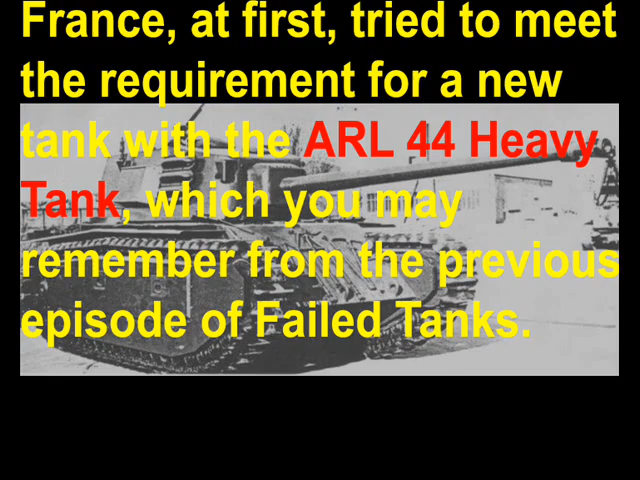 France, at first, tried to meet
the requirement for a new
tank with the ARL 44 Heavy
Tank, which you may
remember from the previous
episode of Failed Tanks.